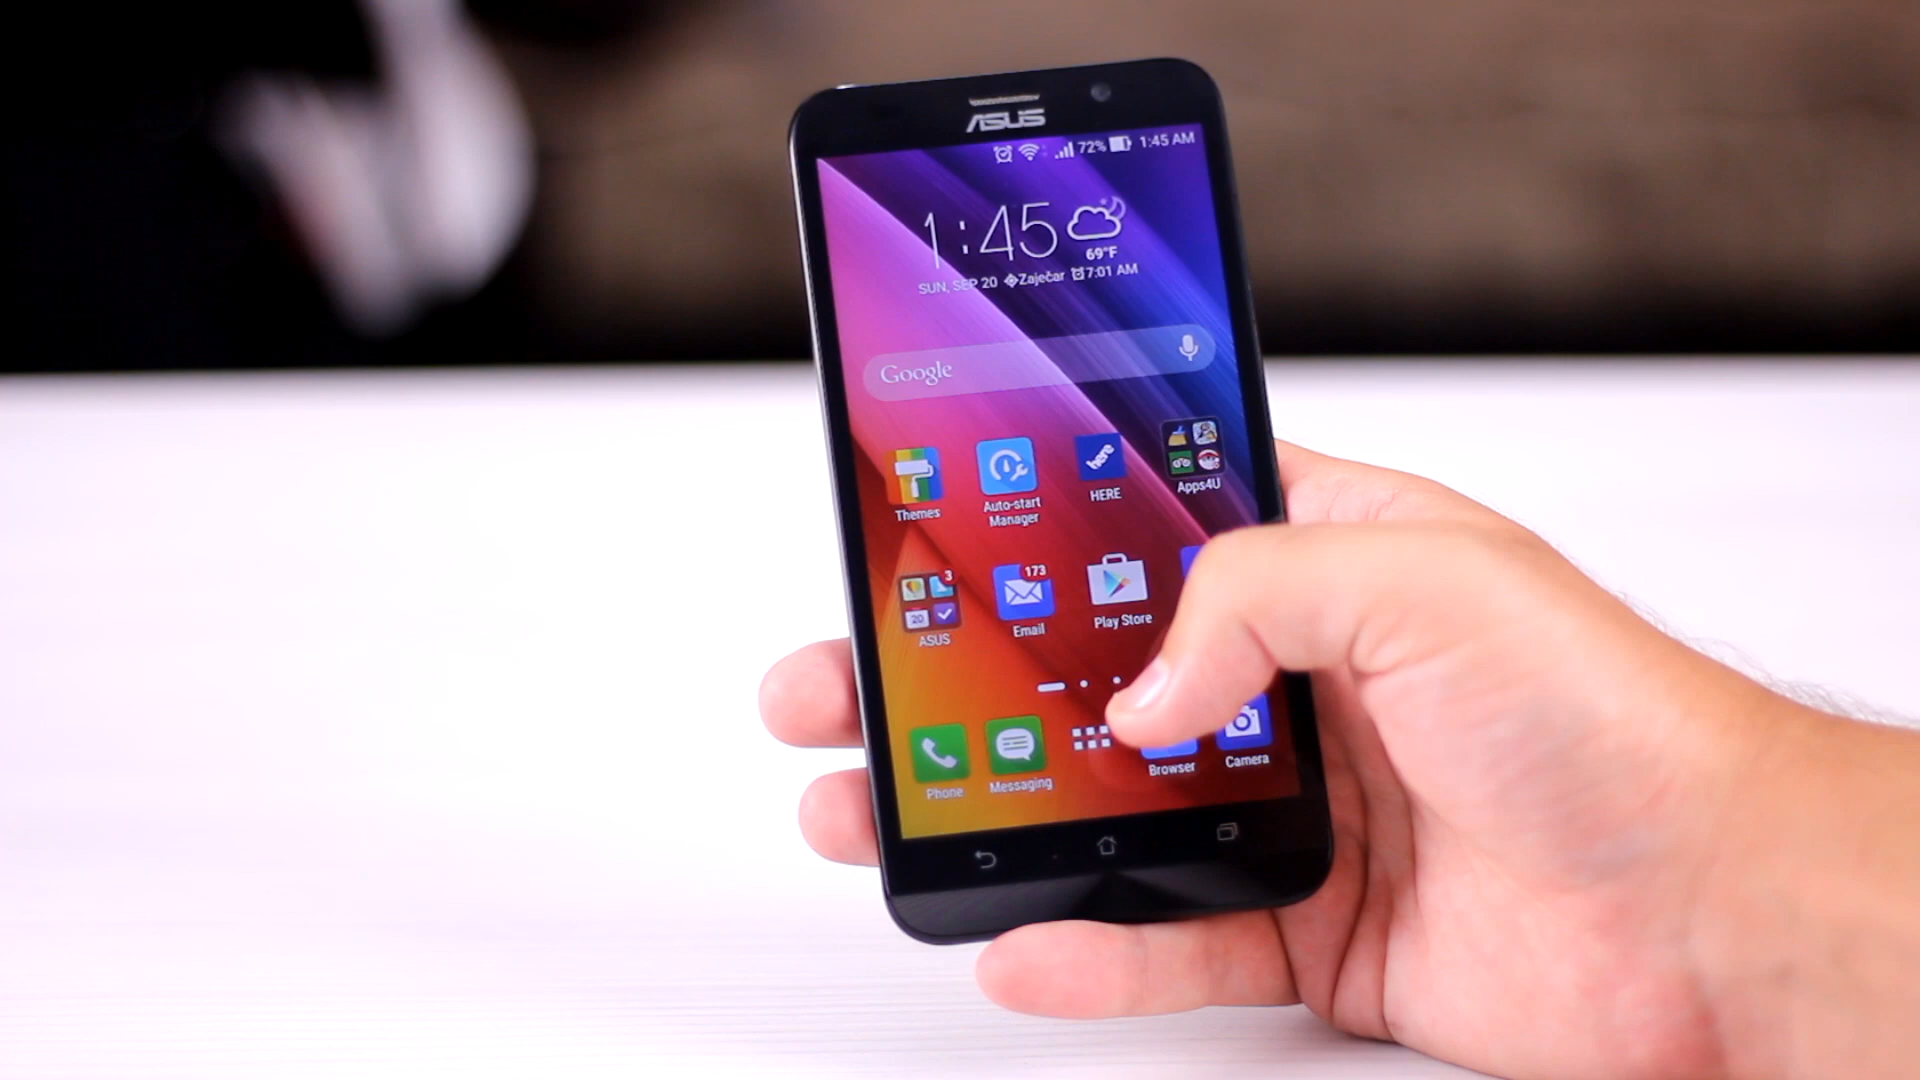 ASUS
72% 1:45 AM
1:45
69°F
SUN, SEP 20 Zaječar 7:01 AM
Google
Themes
Auto-start
Manager
here
HERE
Apps4U
3
20
ASUS
173
Email
Play Store
Phone
Messaging
Browser
Camera